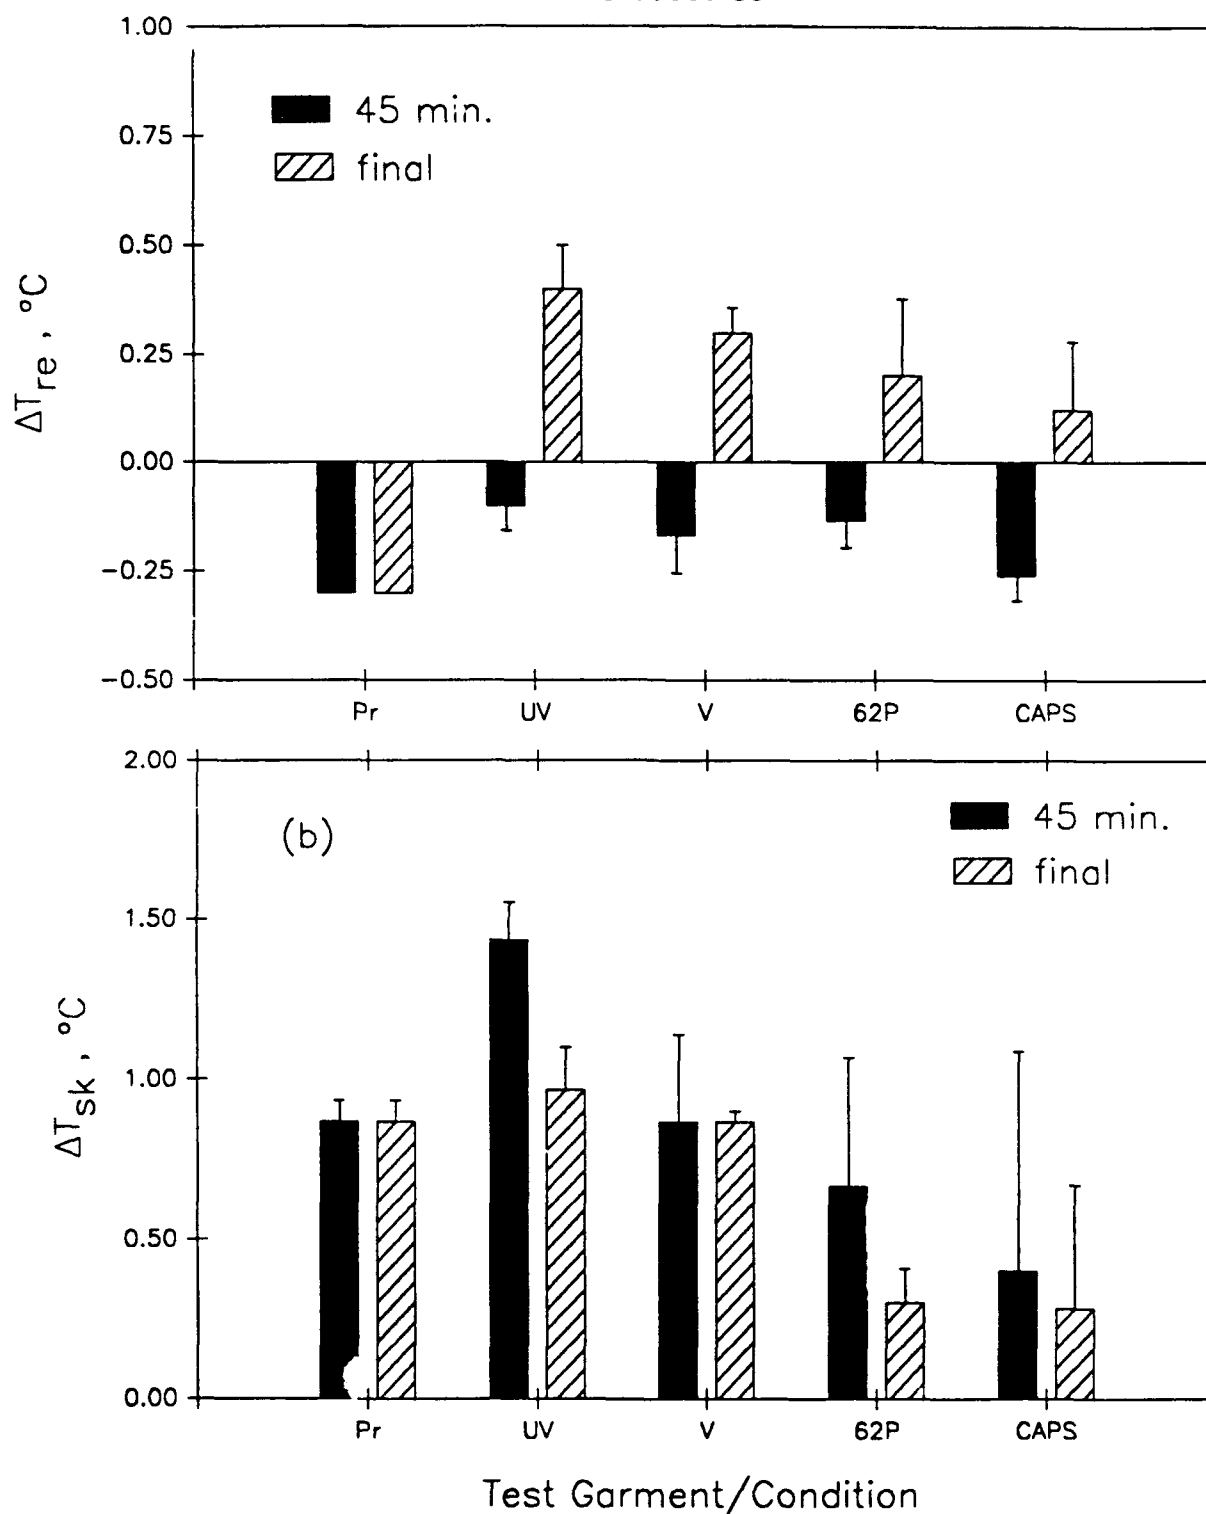 1.00
45 min.
0.75
final
0.50
ΔTre , °C
0.25
0.00
−0.25
−0.50
Pr UV V 62P CAPS
2.00
45 min.
(b)
final
1.50
ΔTsk , °C
1.00
0.50
0.00
Pr UV V 62P CAPS
Test Garment/Condition